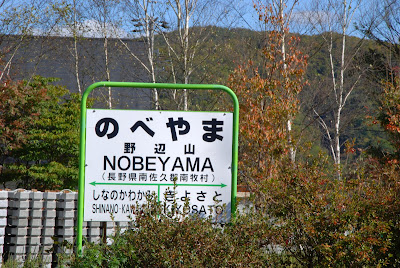 のべやま
野辺山
NOBEYAMA
(長野県南佐久郡南牧村)
しなのかわかみ きよさと
SHINANO-KAWAKAMI KIYOSATO